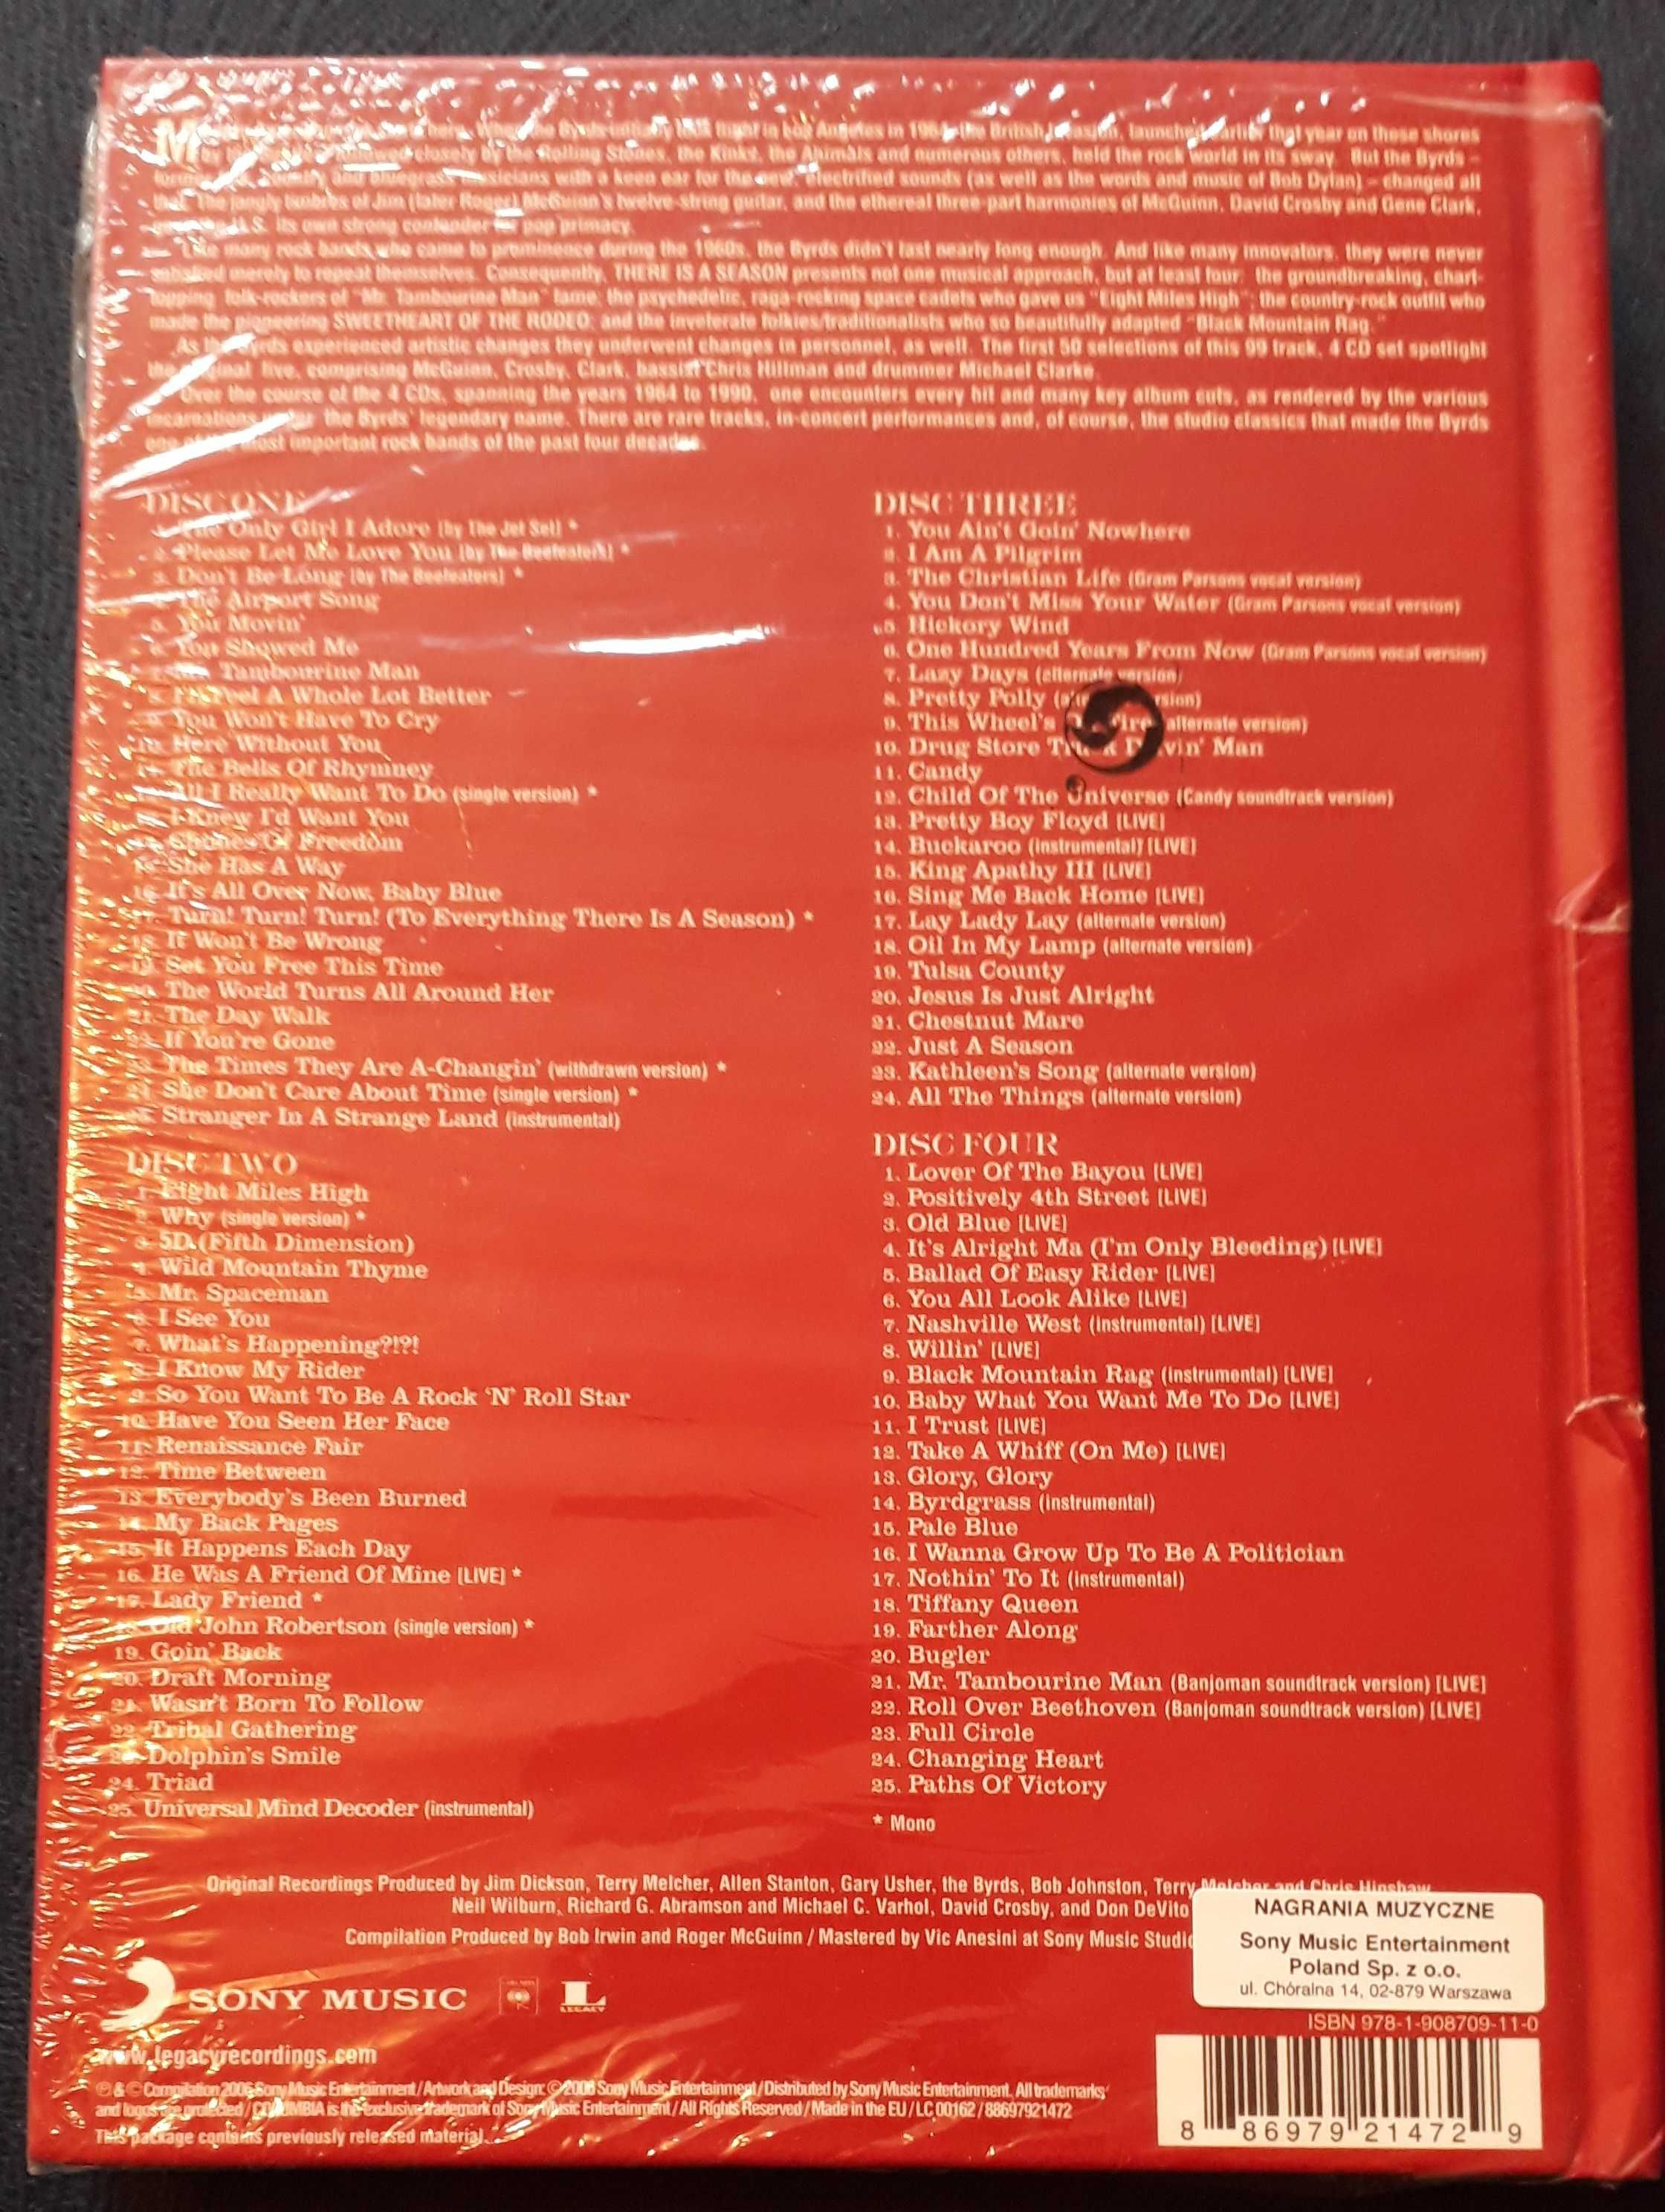 the Byrds in Los Angeles in 1964, the British launched earlier that year on these shores
followed closely by the Rolling Stones, the Kinks, the Animals and numerous others, held the rock world in its sway. But the Byrds –
country and bluegrass musicians with a keen ear for the new, electrified sounds (as well as the words and music of Bob Dylan) – changed all
The jangly timbres of Jim (later Roger) McGuinn's twelve-string guitar, and the ethereal three-part harmonies of McGuinn, David Crosby and Gene Clark,
U.S. its own strong contender for pop primacy.
Like many rock bands who came to prominence during the 1960s, the Byrds didn't last nearly long enough. And like many innovators, they were never
merely to repeat themselves. Consequently, THERE IS A SEASON presents not one musical approach, but at least four: the groundbreaking, chart-
topping folk-rockers of "Mr. Tambourine Man" fame; the psychedelic, raga-rocking space cadets who gave us "Eight Miles High"; the country-rock outfit who
made the pioneering SWEETHEART OF THE RODEO; and the inveterate folkies/traditionalists who so beautifully adapted "Black Mountain Rag."
As the Byrds experienced artistic changes they underwent changes in personnel, as well. The first 50 selections of this 99 track, 4 CD set spotlight
the original five, comprising McGuinn, Crosby, Clark, bassist Chris Hillman and drummer Michael Clarke.
Over the course of the 4 CDs, spanning the years 1964 to 1990, one encounters every hit and many key album cuts, as rendered by the various
incarnations under the Byrds' legendary name. There are rare tracks, in-concert performances and, of course, the studio classics that made the Byrds
one of the most important rock bands of the past four decades.
DISC ONE
1. The Only Girl I Adore [by The Jet Set] *
2. Please Let Me Love You [by The Beefeaters] *
3. Don't Be Long [by The Beefeaters] *
4. The Airport Song
5. You Movin'
6. You Showed Me
7. Mr. Tambourine Man
8. I'll Feel A Whole Lot Better
9. You Won't Have To Cry
10. Here Without You
11. The Bells Of Rhymney
12. All I Really Want To Do (single version) *
13. I Knew I'd Want You
14. Chimes Of Freedom
15. She Has A Way
16. It's All Over Now, Baby Blue
17. Turn! Turn! Turn! (To Everything There Is A Season) *
18. It Won't Be Wrong
19. Set You Free This Time
20. The World Turns All Around Her
21. The Day Walk
22. If You're Gone
23. The Times They Are A-Changin' (withdrawn version) *
24. She Don't Care About Time (single version) *
25. Stranger In A Strange Land (instrumental)
DISC TWO
1. Eight Miles High
2. Why (single version) *
3. 5D (Fifth Dimension)
4. Wild Mountain Thyme
5. Mr. Spaceman
6. I See You
7. What's Happening?!?!
8. I Know My Rider
9. So You Want To Be A Rock 'N' Roll Star
10. Have You Seen Her Face
11. Renaissance Fair
12. Time Between
13. Everybody's Been Burned
14. My Back Pages
15. It Happens Each Day
16. He Was A Friend Of Mine [LIVE] *
17. Lady Friend *
18. Old John Robertson (single version) *
19. Goin' Back
20. Draft Morning
21. Wasn't Born To Follow
22. Tribal Gathering
23. Dolphin's Smile
24. Triad
25. Universal Mind Decoder (instrumental)
DISC THREE
1. You Ain't Goin' Nowhere
2. I Am A Pilgrim
3. The Christian Life (Gram Parsons vocal version)
4. You Don't Miss Your Water (Gram Parsons vocal version)
5. Hickory Wind
6. One Hundred Years From Now (Gram Parsons vocal version)
7. Lazy Days (alternate version)
8. Pretty Polly (alternate version)
9. This Wheel's On Fire (alternate version)
10. Drug Store Truck Drivin' Man
11. Candy
12. Child Of The Universe (Candy soundtrack version)
13. Pretty Boy Floyd [LIVE]
14. Buckaroo (instrumental) [LIVE]
15. King Apathy III [LIVE]
16. Sing Me Back Home [LIVE]
17. Lay Lady Lay (alternate version)
18. Oil In My Lamp (alternate version)
19. Tulsa County
20. Jesus Is Just Alright
21. Chestnut Mare
22. Just A Season
23. Kathleen's Song (alternate version)
24. All The Things (alternate version)
DISC FOUR
1. Lover Of The Bayou [LIVE]
2. Positively 4th Street [LIVE]
3. Old Blue [LIVE]
4. It's Alright Ma (I'm Only Bleeding) [LIVE]
5. Ballad Of Easy Rider [LIVE]
6. You All Look Alike [LIVE]
7. Nashville West (instrumental) [LIVE]
8. Willin' [LIVE]
9. Black Mountain Rag (instrumental) [LIVE]
10. Baby What You Want Me To Do [LIVE]
11. I Trust [LIVE]
12. Take A Whiff (On Me) [LIVE]
13. Glory, Glory
14. Byrdgrass (instrumental)
15. Pale Blue
16. I Wanna Grow Up To Be A Politician
17. Nothin' To It (instrumental)
18. Tiffany Queen
19. Farther Along
20. Bugler
21. Mr. Tambourine Man (Banjoman soundtrack version) [LIVE]
22. Roll Over Beethoven (Banjoman soundtrack version) [LIVE]
23. Full Circle
24. Changing Heart
25. Paths Of Victory
* Mono
Original Recordings Produced by Jim Dickson, Terry Melcher, Allen Stanton, Gary Usher, the Byrds, Bob Johnston, Terry Melcher and Chris Hinshaw,
Neil Wilburn, Richard G. Abramson and Michael C. Varhol, David Crosby, and Don DeVito
Compilation Produced by Bob Irwin and Roger McGuinn / Mastered by Vic Anesini at Sony Music Studio
NAGRANIA MUZYCZNE
Sony Music Entertainment
Poland Sp. z o.o.
ul. Chóralna 14, 02-879 Warszawa
SONY MUSIC
LEGACY
ISBN 978-1-908709-11-0
www.legacyrecordings.com
℗ & © Compilation 2006 Sony Music Entertainment / Artwork and Design: © 2006 Sony Music Entertainment / Distributed by Sony Music Entertainment. All trademarks
and logos are protected / COLUMBIA is the exclusive trademark of Sony Music Entertainment / All Rights Reserved / Made in the EU / LC 00162 / 88697921472
This package contains previously released material.
8 86979 21472 9